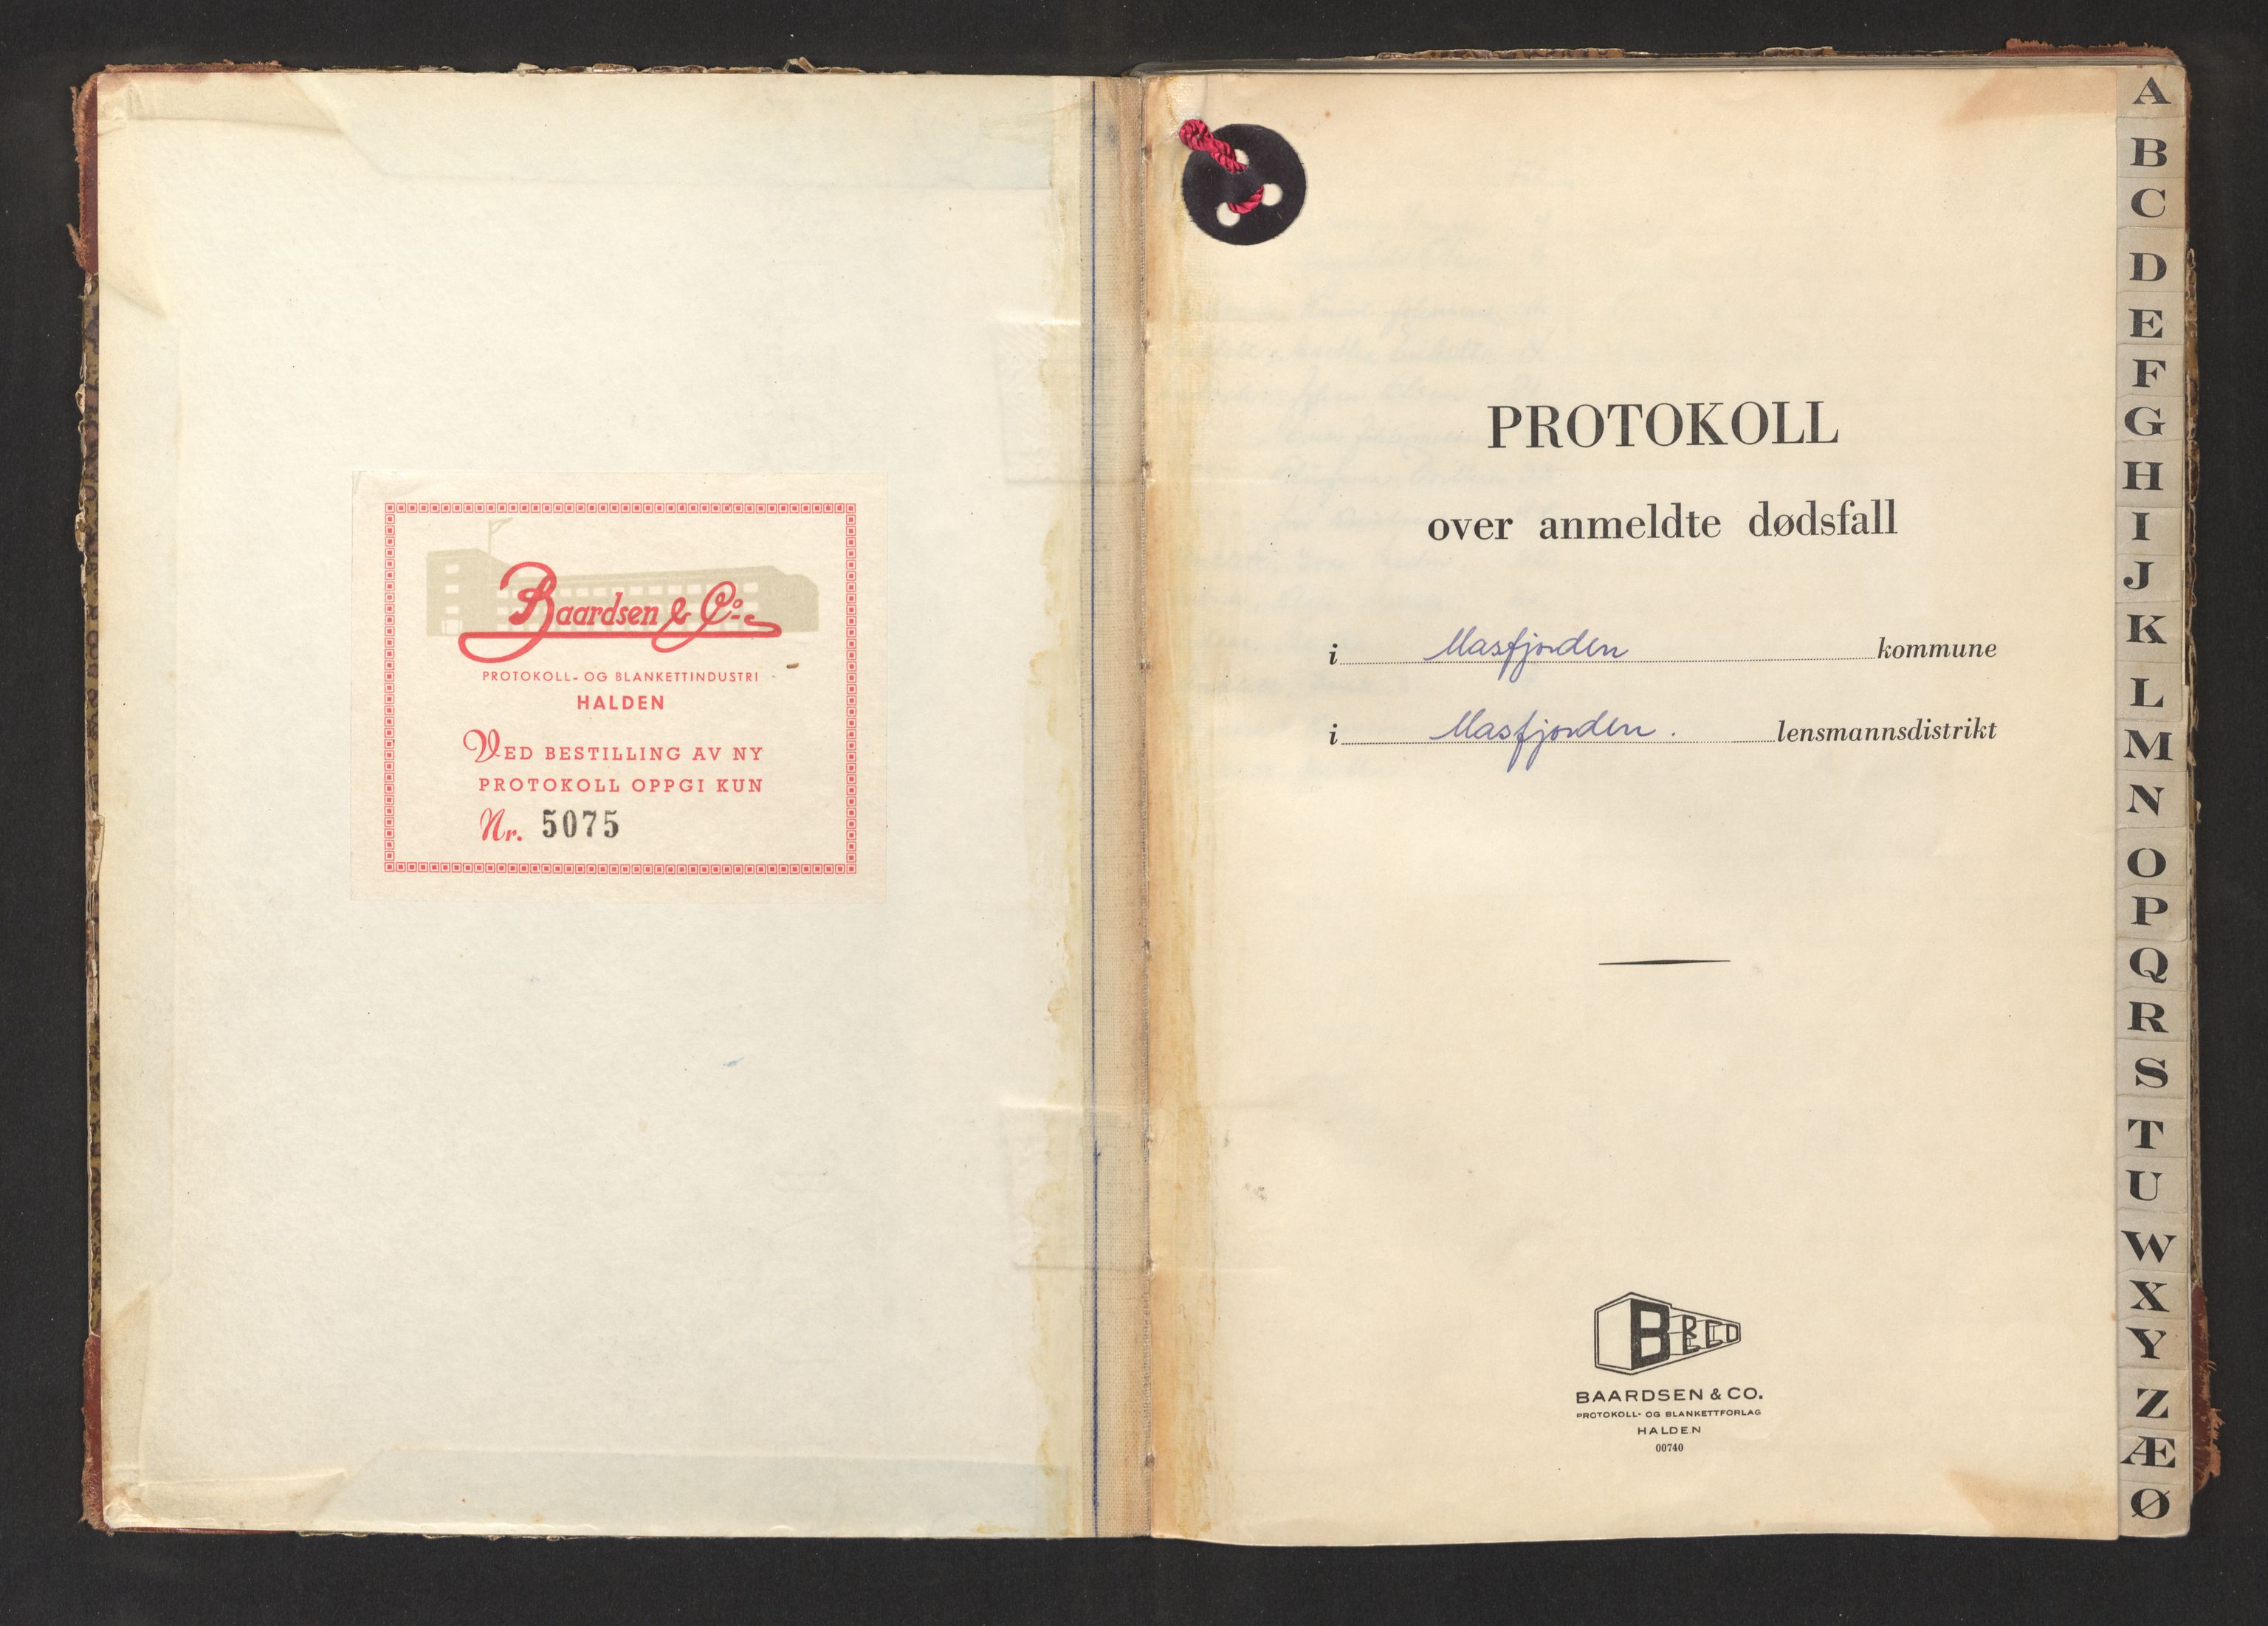 Baardsen & Co.
PROTOKOLL- OG BLANKETTINDUSTRI
HALDEN
VED BESTILLING AV NY
PROTOKOLL OPPGI KUN
Nr. 5075
PROTOKOLL
over anmeldte dødsfall
i Masfjorden kommune
i Masfjorden. lensmannsdistrikt
B & CO
BAARDSEN & CO.
PROTOKOLL- OG BLANKETTFORLAG
HALDEN
00740
A
B
C
D
E
F
G
H
I
J
K
L
M
N
O
P
Q
R
S
T
U
W
X
Y
Z
Æ
Ø